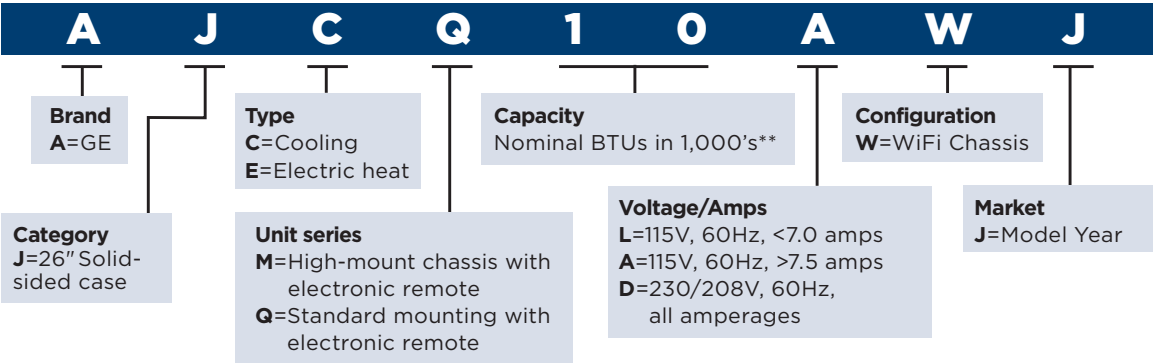 A J C Q 1 0 A W J
Brand
A=GE
Type
C=Cooling
E=Electric heat
Capacity
Nominal BTUs in 1,000's**
Configuration
W=WiFi Chassis
Category
J=26" Solid-
sided case
Unit series
M=High-mount chassis with
electronic remote
Q=Standard mounting with
electronic remote
Voltage/Amps
L=115V, 60Hz, <7.0 amps
A=115V, 60Hz, >7.5 amps
D=230/208V, 60Hz,
all amperages
Market
J=Model Year